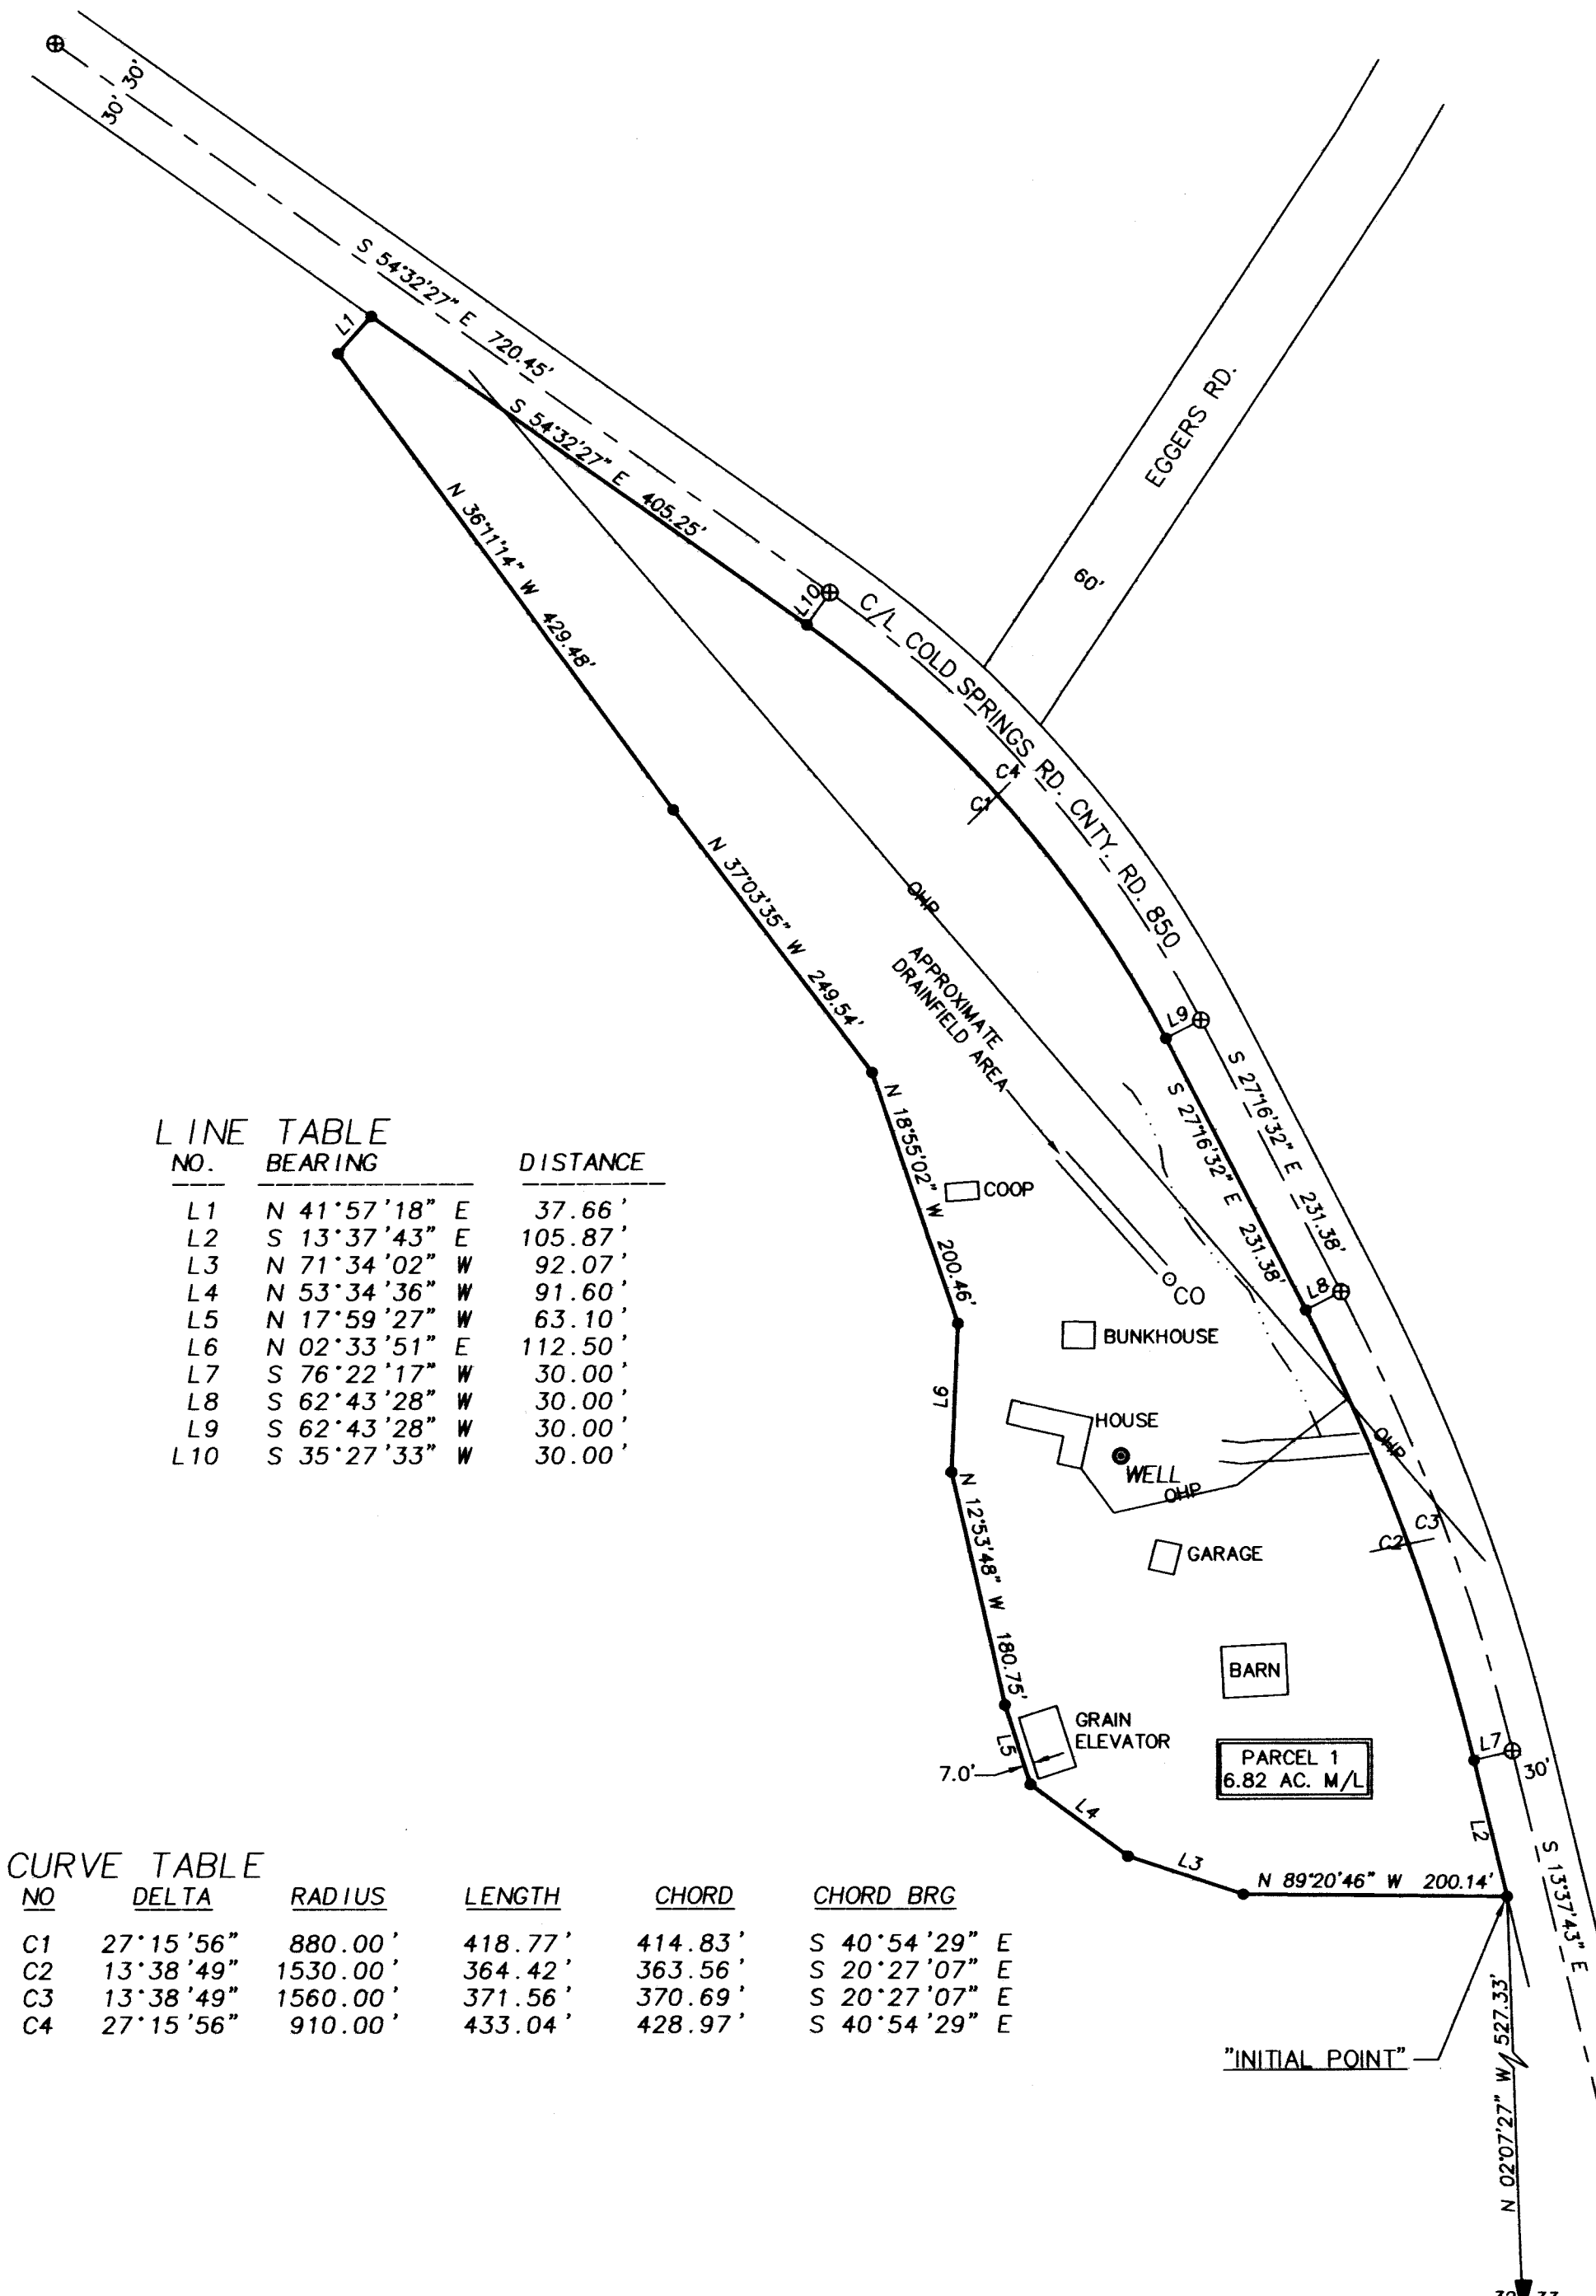 30' 30'
S 54°32'27" E 720.45'
L1
S 54°32'27" E 405.25'
N 36°11'14" W 429.48'
EGGERS RD.
60'
L10
C/L COLD SPRINGS RD. CNTY. RD. 850
C4
C1
N 37°03'35" W 249.54'
OHP
APPROXIMATE
DRAINFIELD AREA
L9
S 27°16'32" E 231.38'
S 27°16'32" E 231.38'
L8
N 18°55'02" W 200.46'
COOP
CO
BUNKHOUSE
L6
HOUSE
WELL
OHP
OHP
C3
C2
GARAGE
N 12°53'48" W 180.75'
BARN
GRAIN
ELEVATOR
L5
7.0'
PARCEL 1
6.82 AC. M/L
L7
30'
L4
L3
L2
N 89°20'46" W 200.14'
S 13°37'43" E
"INITIAL POINT"
N 02°07'27" W 527.33'
LINE TABLE
NO. BEARING DISTANCE
L1 N 41°57'18" E 37.66'
L2 S 13°37'43" E 105.87'
L3 N 71°34'02" W 92.07'
L4 N 53°34'36" W 91.60'
L5 N 17°59'27" W 63.10'
L6 N 02°33'51" E 112.50'
L7 S 76°22'17" W 30.00'
L8 S 62°43'28" W 30.00'
L9 S 62°43'28" W 30.00'
L10 S 35°27'33" W 30.00'
CURVE TABLE
NO DELTA RADIUS LENGTH CHORD CHORD BRG
C1 27°15'56" 880.00' 418.77' 414.83' S 40°54'29" E
C2 13°38'49" 1530.00' 364.42' 363.56' S 20°27'07" E
C3 13°38'49" 1560.00' 371.56' 370.69' S 20°27'07" E
C4 27°15'56" 910.00' 433.04' 428.97' S 40°54'29" E